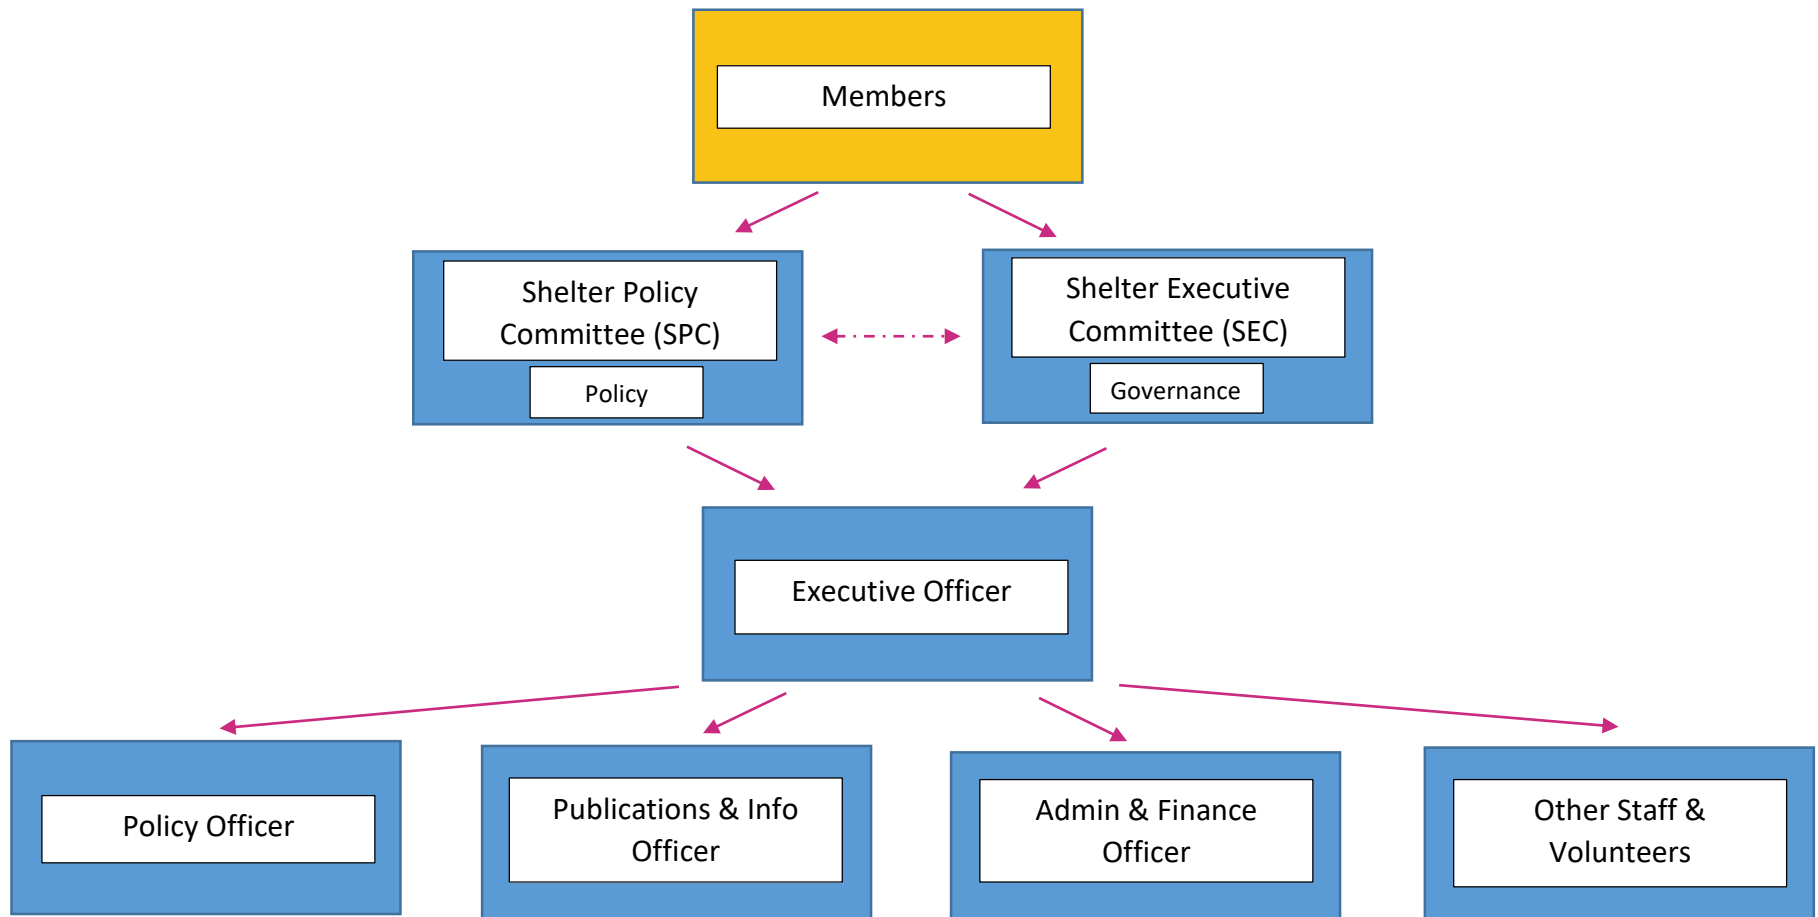 Members
Shelter Policy
Committee (SPC)
Policy
Shelter Executive
Committee (SEC)
Governance
Executive Officer
Policy Officer
Publications & Info
Officer
Admin & Finance
Officer
Other Staff &
Volunteers